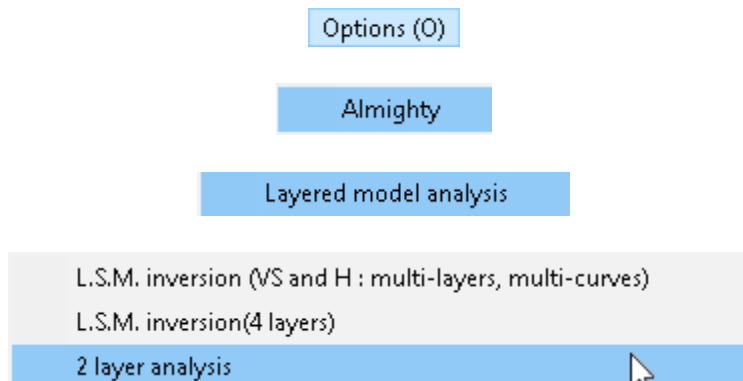 Options (O)
Almighty
Layered model analysis
L.S.M. inversion (VS and H : multi-layers, multi-curves)
L.S.M. inversion(4 layers)
2 layer analysis